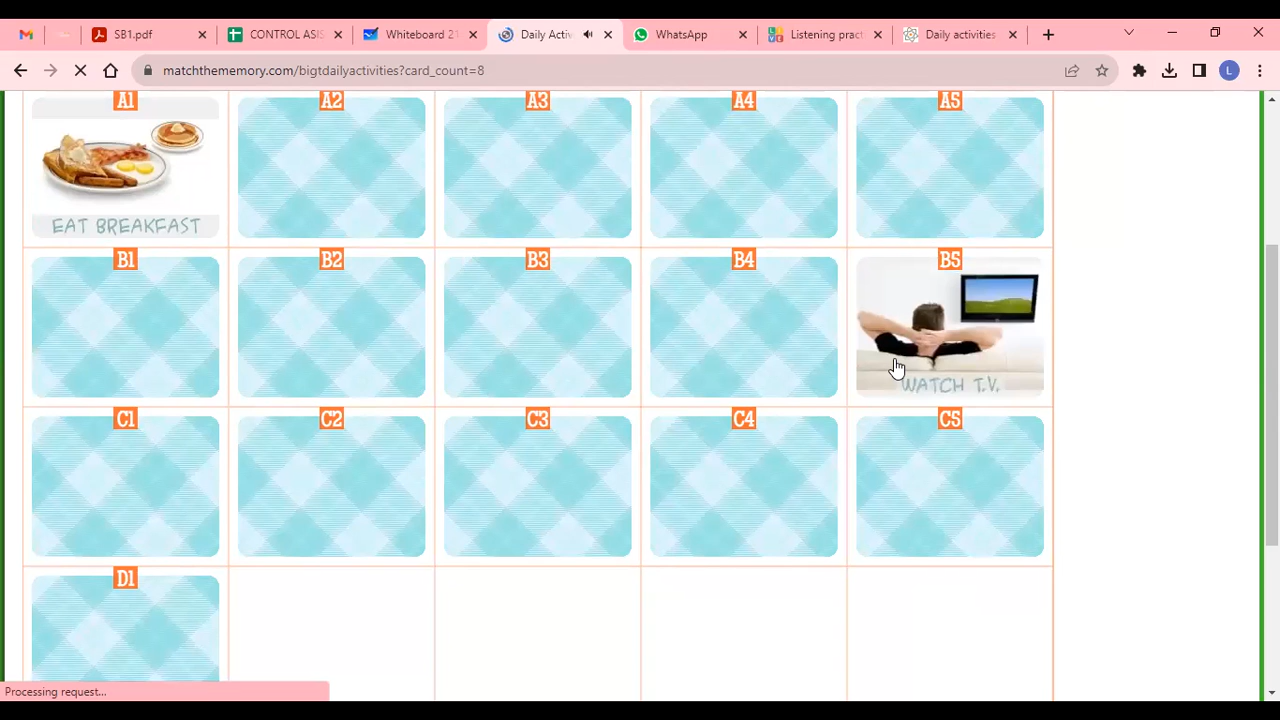 SB1.pdf
CONTROL ASIS
Whiteboard 21
Daily Activ
WhatsApp
Listening pract
Daily activities
matchthememory.com/bigtdailyactivities?card_count=8
L
A1 A2 A3 A4 A5
EAT BREAKFAST
B1 B2 B3 B4 B5
WATCH T.V.
C1 C2 C3 C4 C5
D1
Processing request...